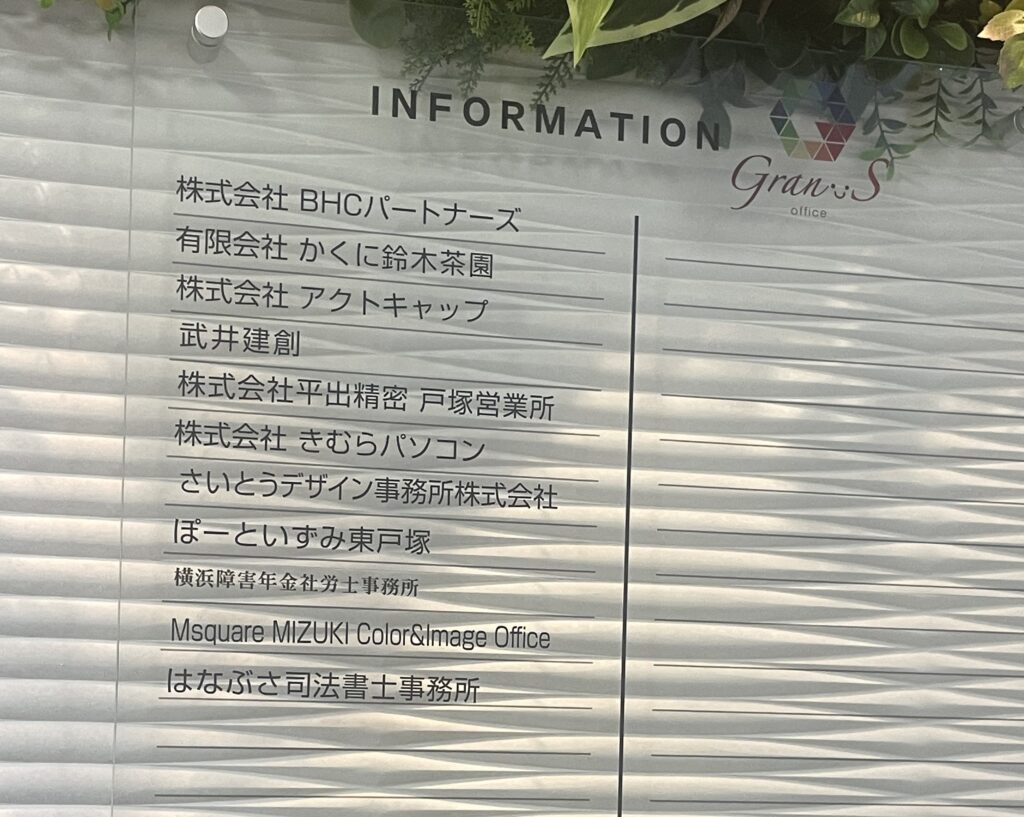 INFORMATION
Gran S
office
株式会社 BHCパートナーズ
有限会社 かくに鈴木茶園
株式会社 アクトキャップ
武井建創
株式会社平出精密 戸塚営業所
株式会社 きむらパソコン
さいとうデザイン事務所株式会社
ぽーといずみ東戸塚
横浜障害年金社労士事務所
Msquare MIZUKI Color&Image Office
はなぶさ司法書士事務所